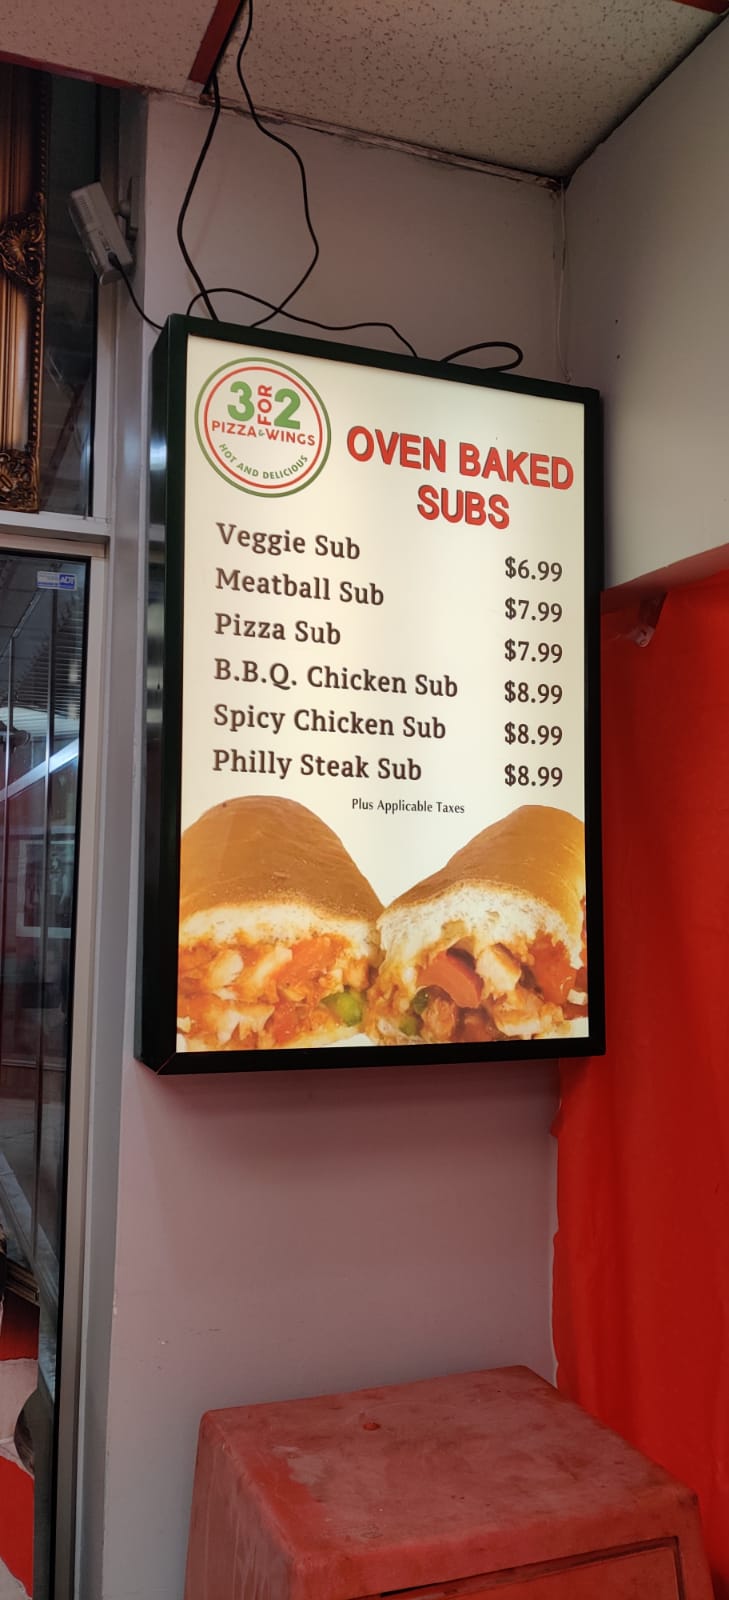 3 FOR 2
PIZZA & WINGS
HOT AND DELICIOUS
OVEN BAKED
SUBS
Veggie Sub $6.99
Meatball Sub $7.99
Pizza Sub $7.99
B.B.Q. Chicken Sub $8.99
Spicy Chicken Sub $8.99
Philly Steak Sub $8.99
Plus Applicable Taxes
ADT